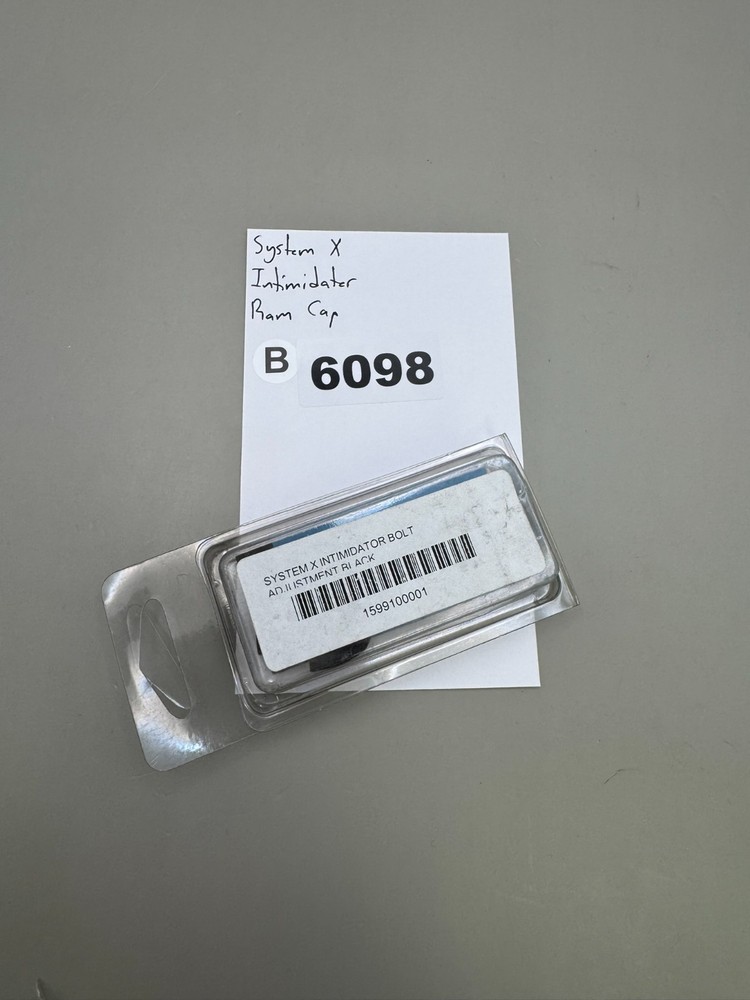 System X
Intimidater
Ram Cap
B 6098
SYSTEM X INTIMIDATOR BOLT
ADJUSTMENT BLACK
1599100001